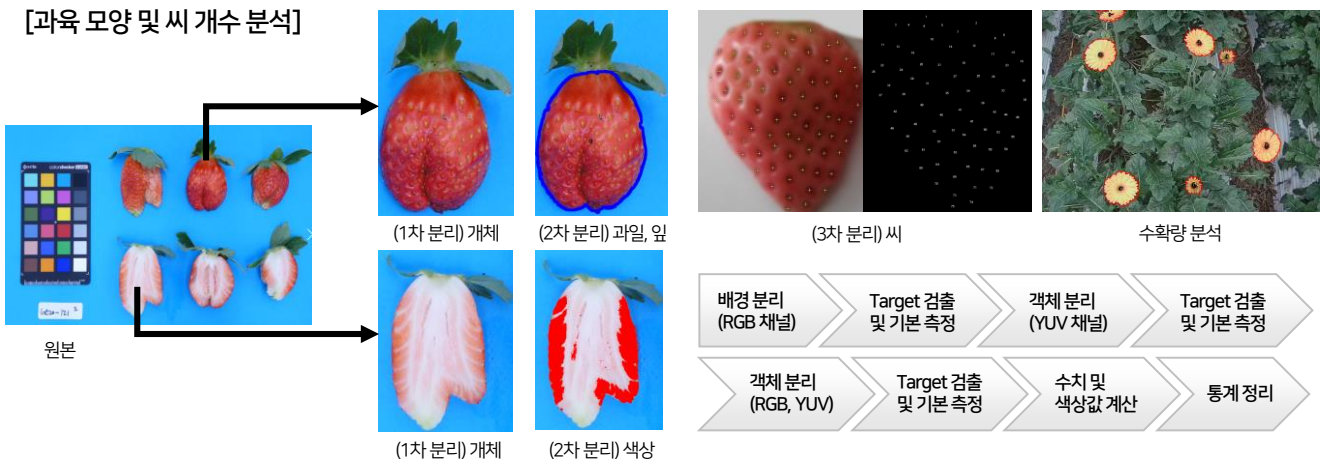 [과육 모양 및 씨 개수 분석]
원본
(1차 분리) 개체
(2차 분리) 과일, 잎
(3차 분리) 씨
수확량 분석
(1차 분리) 개체
(2차 분리) 색상
배경 분리
(RGB 채널)
Target 검출
및 기본 측정
객체 분리
(YUV 채널)
Target 검출
및 기본 측정
객체 분리
(RGB, YUV)
Target 검출
및 기본 측정
수치 및
색상값 계산
통계 정리